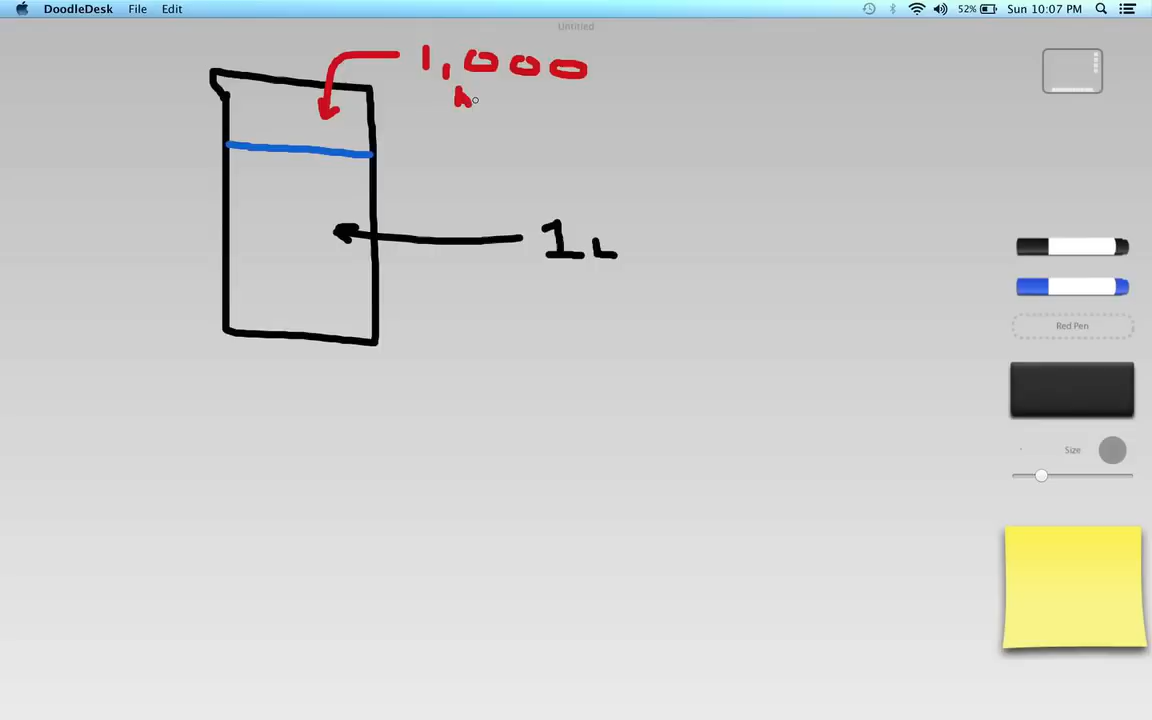 DoodleDesk File Edit 52% Sun 10:07 PM
Untitled
1,000
1L
Red Pen
Size